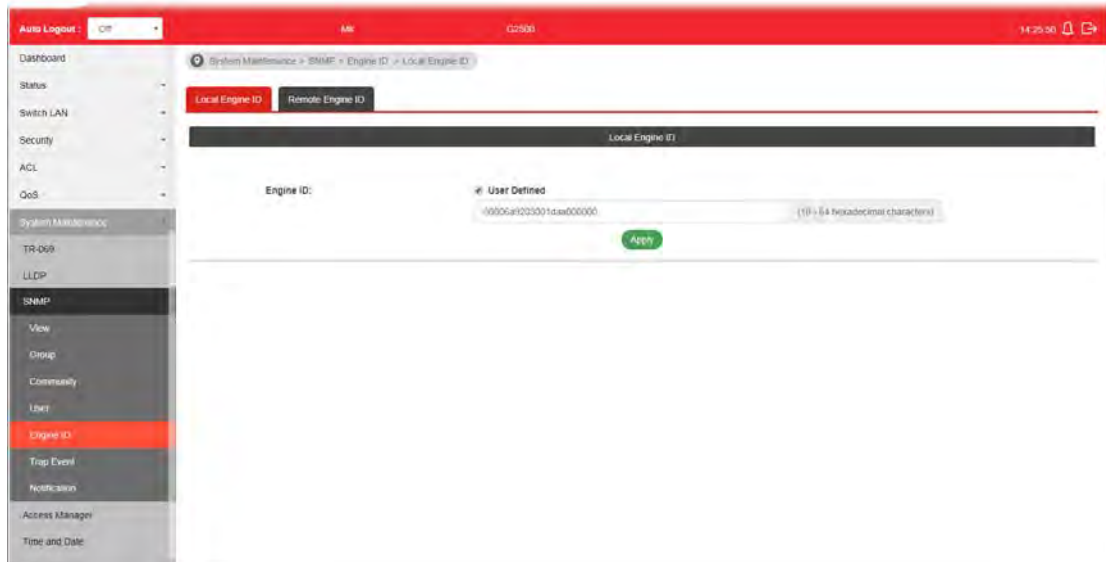 Auto Logout : Off
G2500
14:25:50
System Maintenance > SNMP > Engine ID > Local Engine ID
Dashboard
Status
Switch LAN
Security
ACL
QoS
System Maintenance
TR-069
LLDP
SNMP
View
Group
Community
User
Engine ID
Trap Event
Notification
Access Manager
Time and Date
Local Engine ID
Remote Engine ID
Local Engine ID
Engine ID:
User Defined
(10 - 64 hexadecimal characters)
Apply